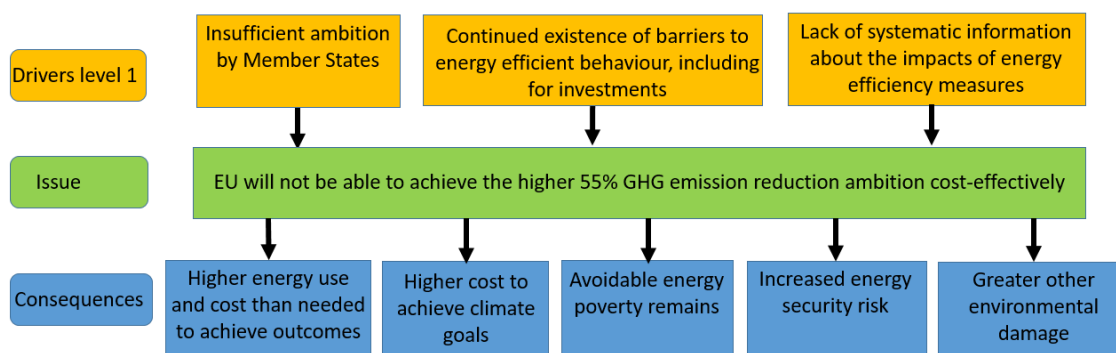 Drivers level 1
Insufficient ambition
by Member States
Continued existence of barriers to
energy efficient behaviour, including
for investments
Lack of systematic information
about the impacts of energy
efficiency measures
Issue
EU will not be able to achieve the higher 55% GHG emission reduction ambition cost-effectively
Consequences
Higher energy use
and cost than needed
to achieve outcomes
Higher cost to
achieve climate
goals
Avoidable energy
poverty remains
Increased energy
security risk
Greater other
environmental
damage